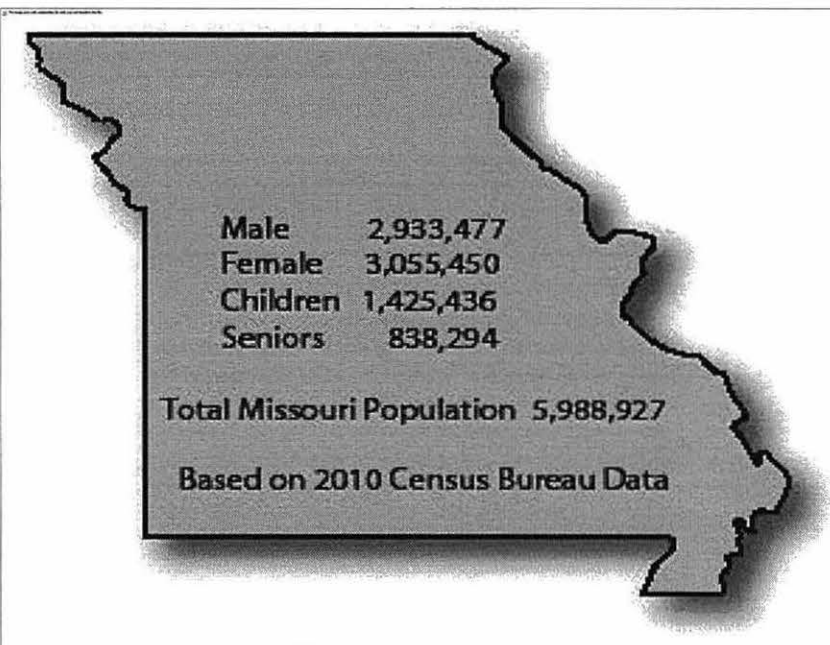 Male 2,933,477
Female 3,055,450
Children 1,425,436
Seniors 838,294
Total Missouri Population 5,988,927
Based on 2010 Census Bureau Data